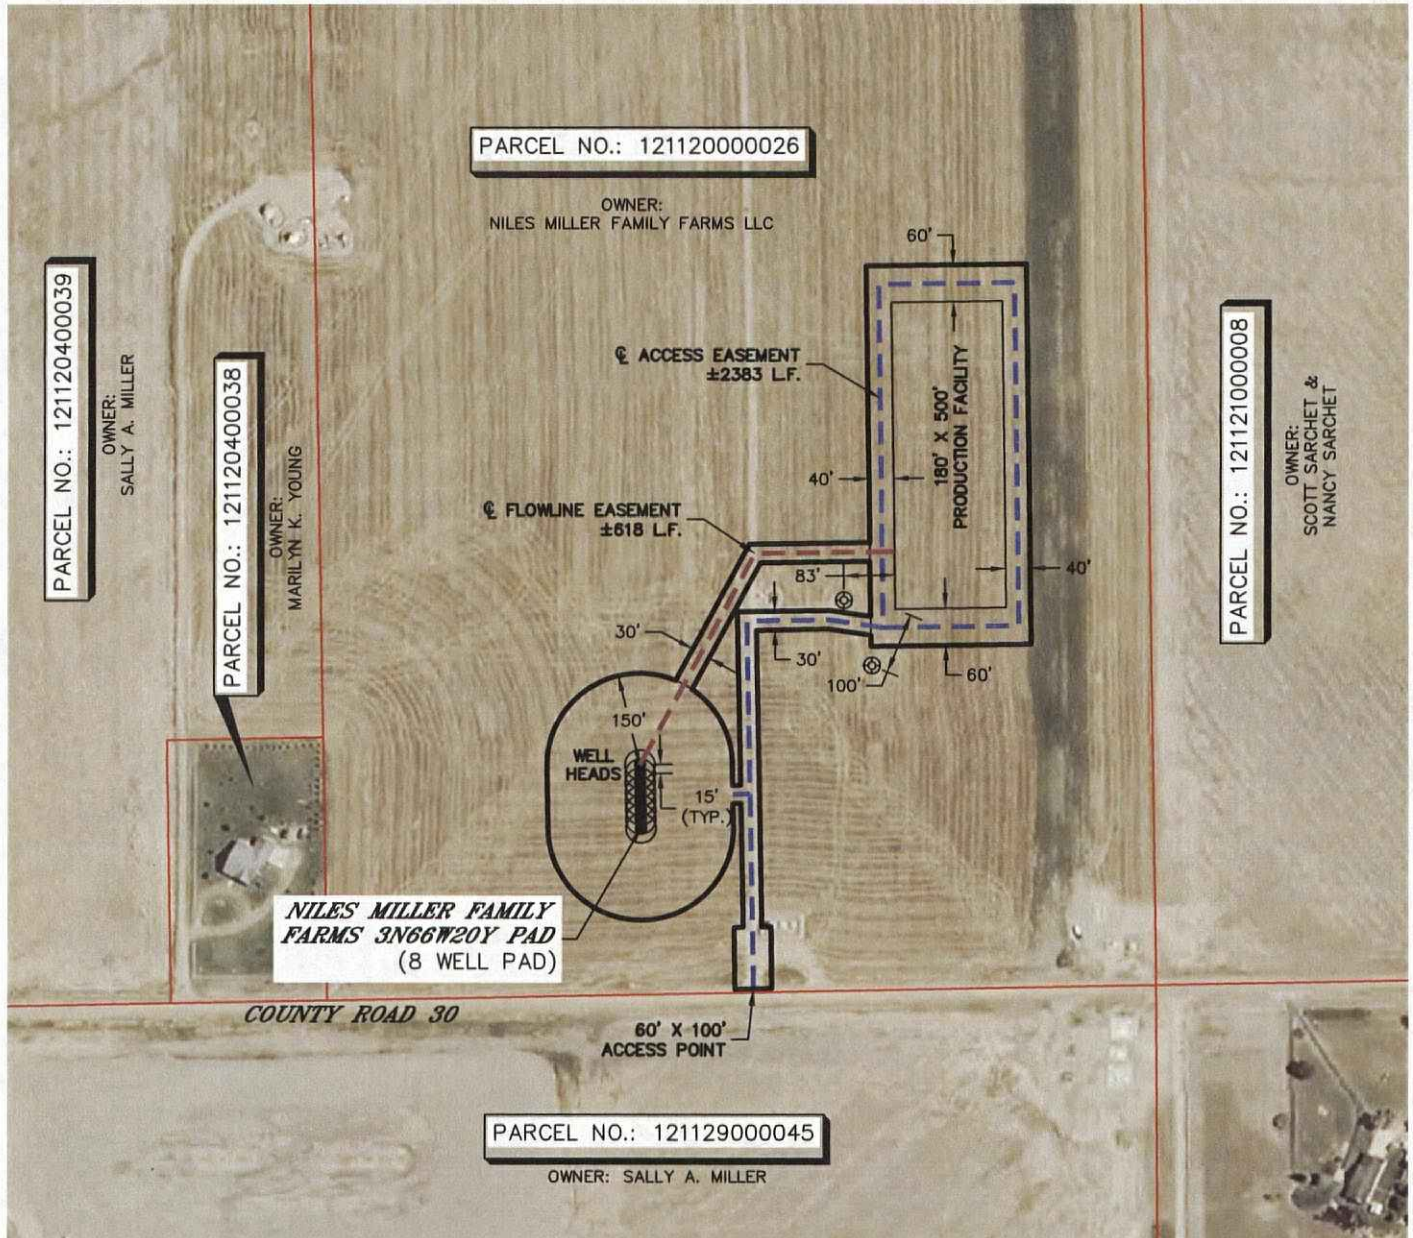 PARCEL NO.: 121120000026
OWNER:
NILES MILLER FAMILY FARMS LLC
PARCEL NO.: 121120400039
OWNER:
SALLY A. MILLER
PARCEL NO.: 121120400038
OWNER:
MARILYN K. YOUNG
60'
℄ ACCESS EASEMENT
±2383 L.F.
180' X 500'
PRODUCTION FACILITY
40'
℄ FLOWLINE EASEMENT
±618 L.F.
83'
40'
30'
30'
100'
60'
PARCEL NO.: 121121000008
OWNER:
SCOTT SARCHET &
NANCY SARCHET
150'
WELL
HEADS
15'
(TYP.)
NILES MILLER FAMILY
FARMS 3N66W20Y PAD
(8 WELL PAD)
COUNTY ROAD 30
60' X 100'
ACCESS POINT
PARCEL NO.: 121129000045
OWNER: SALLY A. MILLER